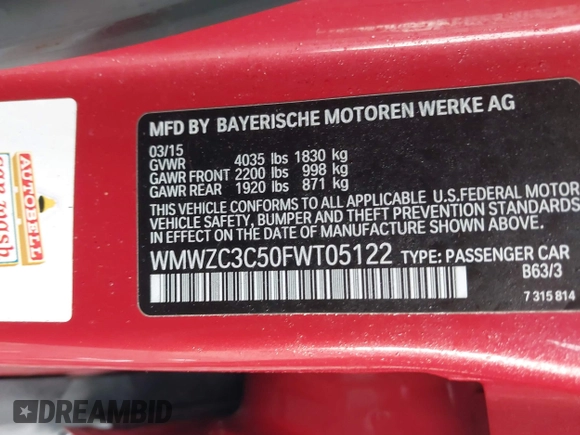 MFD BY BAYERISCHE MOTOREN WERKE AG
03/15
GVWR 4035 lbs 1830 kg
GAWR FRONT 2200 lbs 998 kg
GAWR REAR 1920 lbs 871 kg
THIS VEHICLE CONFORMS TO ALL APPLICABLE U.S.FEDERAL MOTOR
VEHICLE SAFETY, BUMPER AND THEFT PREVENTION STANDARDS
IN EFFECT ON THE DATE OF MANUFACTURE SHOWN ABOVE.
WMWZC3C50FWT05122 TYPE: PASSENGER CAR
B63/3
7 315 814
AUTOBELL
car wash
DREAMBID